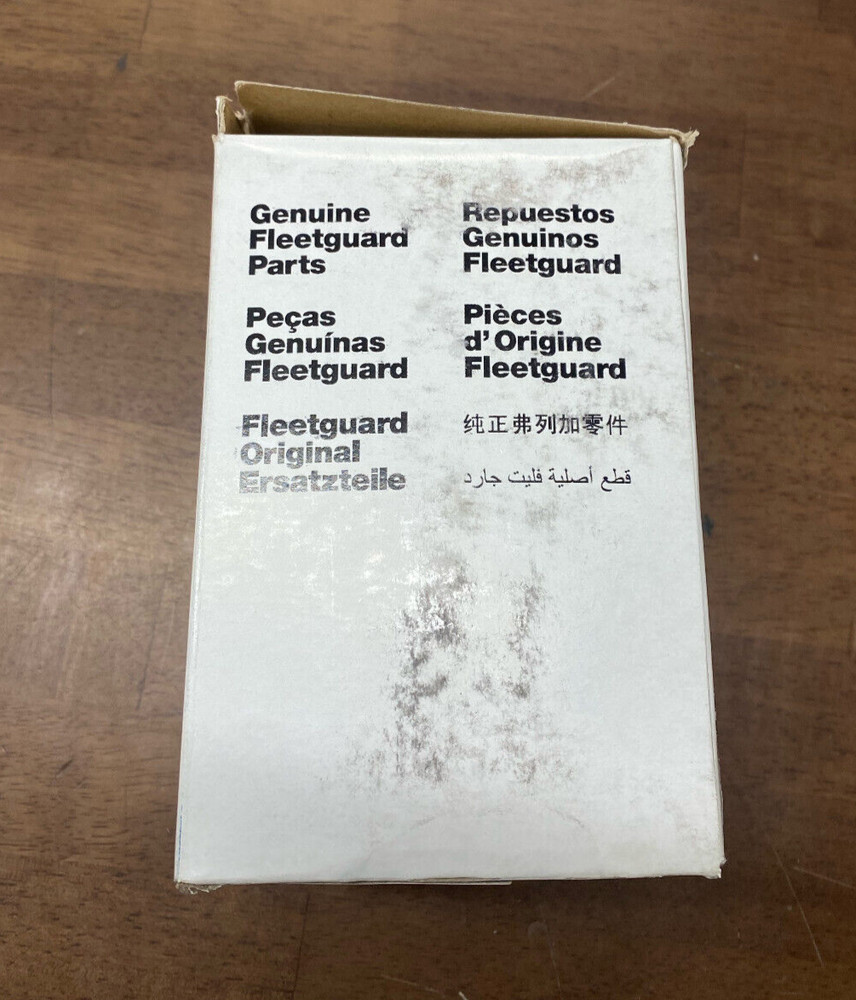 Genuine
Fleetguard
Parts
Repuestos
Genuinos
Fleetguard
Peças
Genuínas
Fleetguard
Pièces
d'Origine
Fleetguard
Fleetguard
Original
Ersatzteile
纯正弗列加零件
قطع أصلية فليت جارد